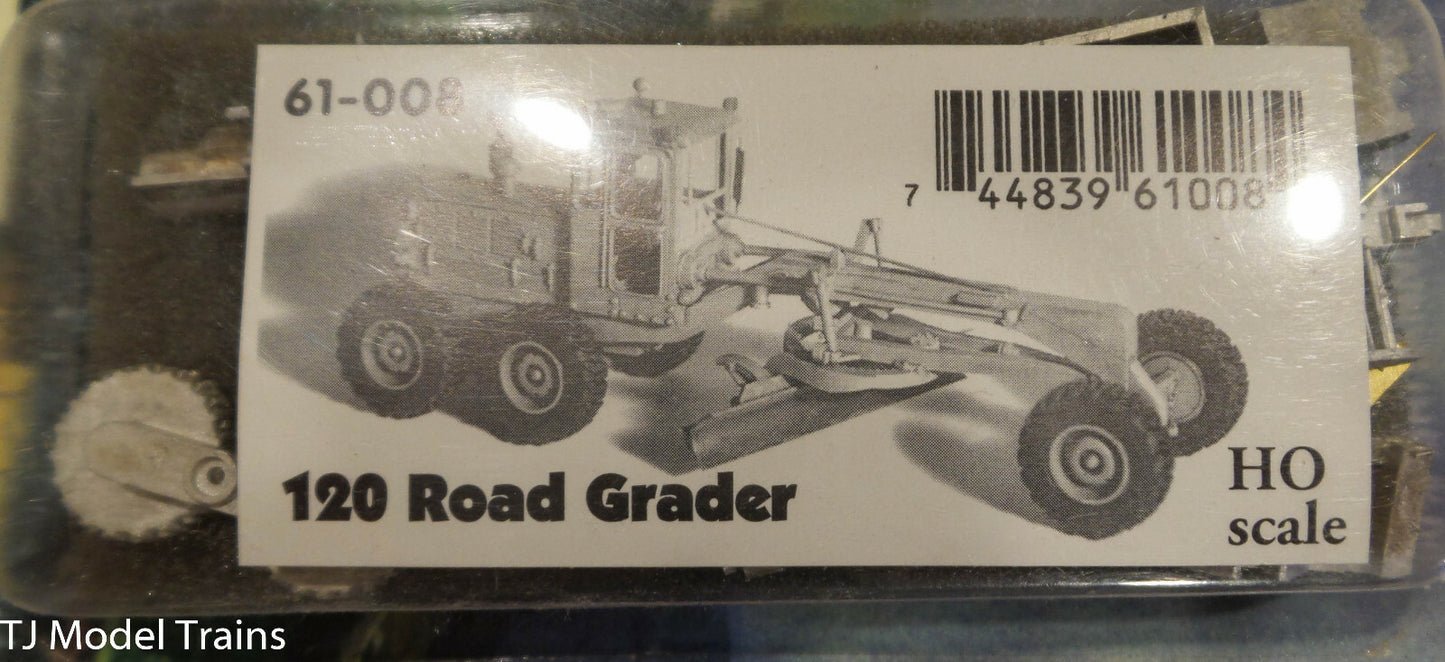 61-008
7 44839 61008
120 Road Grader
HO
scale
TJ Model Trains